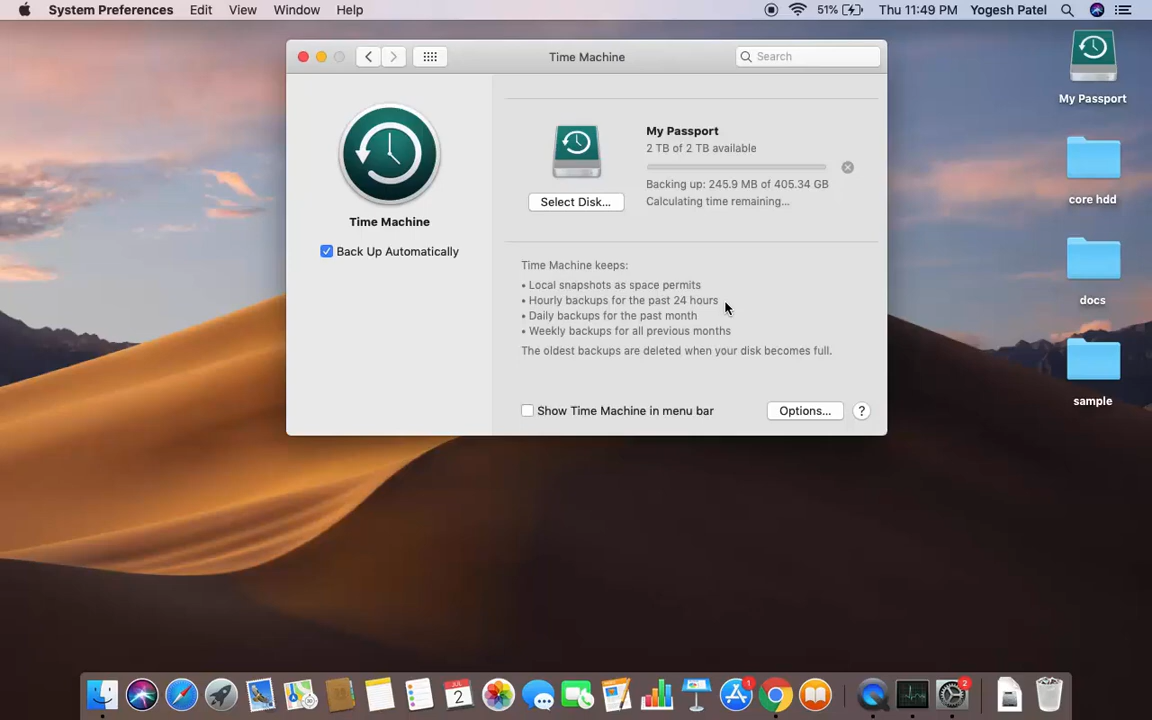 System Preferences Edit View Window Help 51% Thu 11:49 PM Yogesh Patel
Time Machine
Search
My Passport
2 TB of 2 TB available
Backing up: 245.9 MB of 405.34 GB
Calculating time remaining...
Select Disk...
Time Machine
Back Up Automatically
Time Machine keeps:
• Local snapshots as space permits
• Hourly backups for the past 24 hours
• Daily backups for the past month
• Weekly backups for all previous months
The oldest backups are deleted when your disk becomes full.
Show Time Machine in menu bar
Options...
?
My Passport
core hdd
docs
sample
JUL
2
1
2